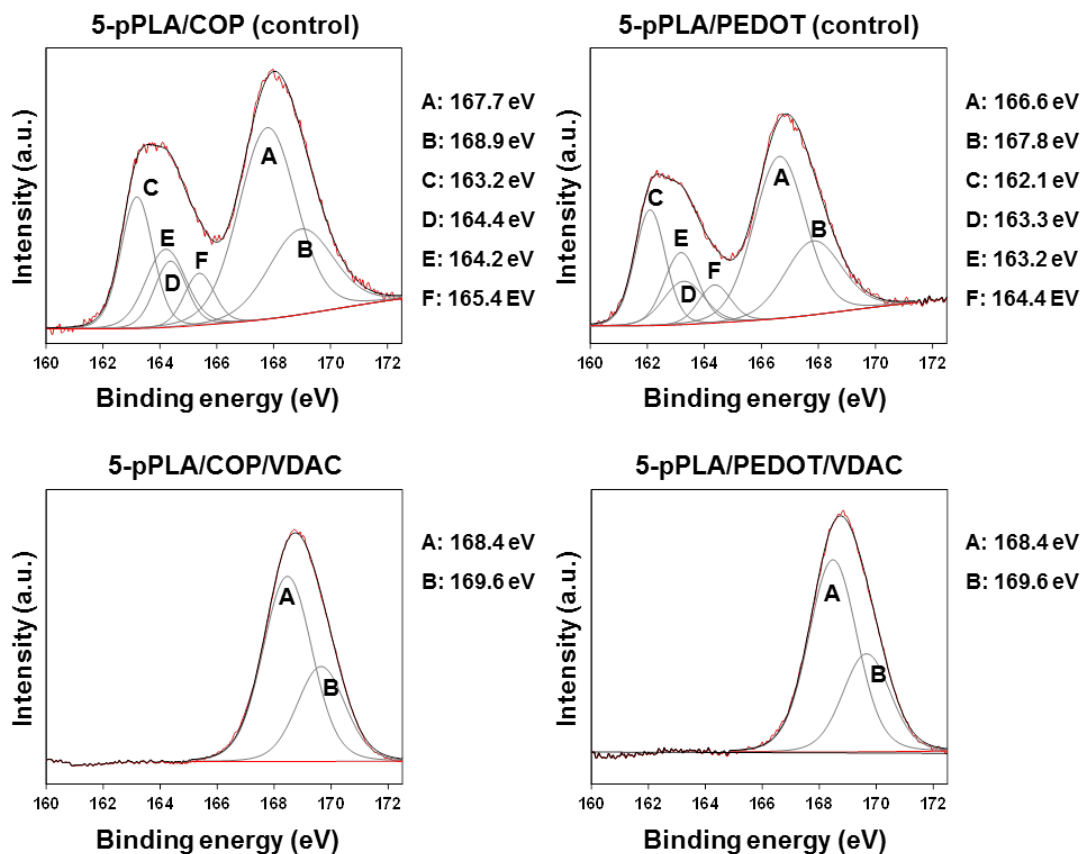 5-pPLA/COP (control)
Intensity (a.u.)
A
B
C
D
E
F
160 162 164 166 168 170 172
Binding energy (eV)
A: 167.7 eV
B: 168.9 eV
C: 163.2 eV
D: 164.4 eV
E: 164.2 eV
F: 165.4 EV
5-pPLA/PEDOT (control)
Intensity (a.u.)
A
B
C
D
E
F
160 162 164 166 168 170 172
Binding energy (eV)
A: 166.6 eV
B: 167.8 eV
C: 162.1 eV
D: 163.3 eV
E: 163.2 eV
F: 164.4 EV
5-pPLA/COP/VDAC
Intensity (a.u.)
A
B
160 162 164 166 168 170 172
Binding energy (eV)
A: 168.4 eV
B: 169.6 eV
5-pPLA/PEDOT/VDAC
Intensity (a.u.)
A
B
160 162 164 166 168 170 172
Binding energy (eV)
A: 168.4 eV
B: 169.6 eV